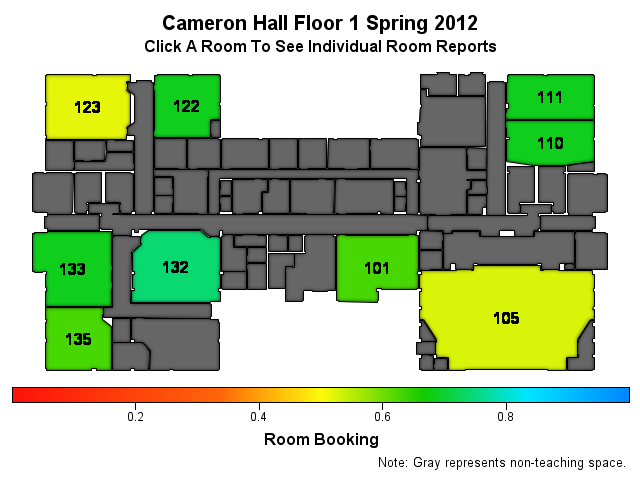 Cameron Hall Floor 1 Spring 2012
Click A Room To See Individual Room Reports
123
122
111
110
133
132
101
105
135
0.2 0.4 0.6 0.8
Room Booking
Note: Gray represents non-teaching space.